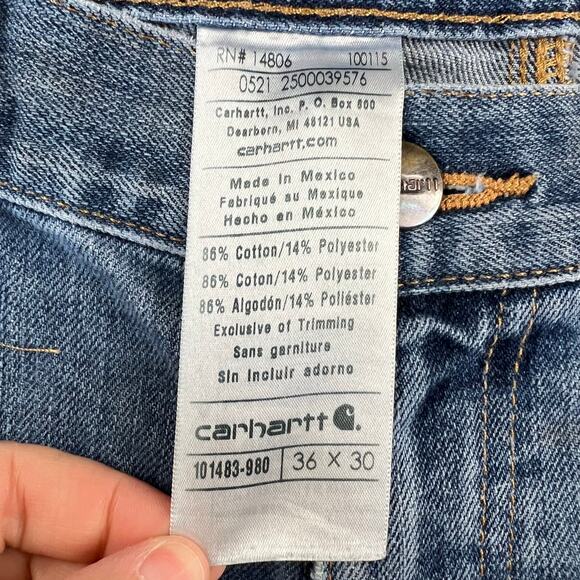 RN# 14806 100115
0521 2500039576
Carhartt, Inc. P. O. Box 600
Dearborn, MI 48121 USA
carhartt.com
Made in Mexico
Fabriqué au Mexique
Hecho en México
86% Cotton/14% Polyester
86% Coton/14% Polyester
86% Algodón/14% Poliéster
Exclusive of Trimming
Sans garniture
Sin incluir adorno
carhartt
101483-980 36 X 30